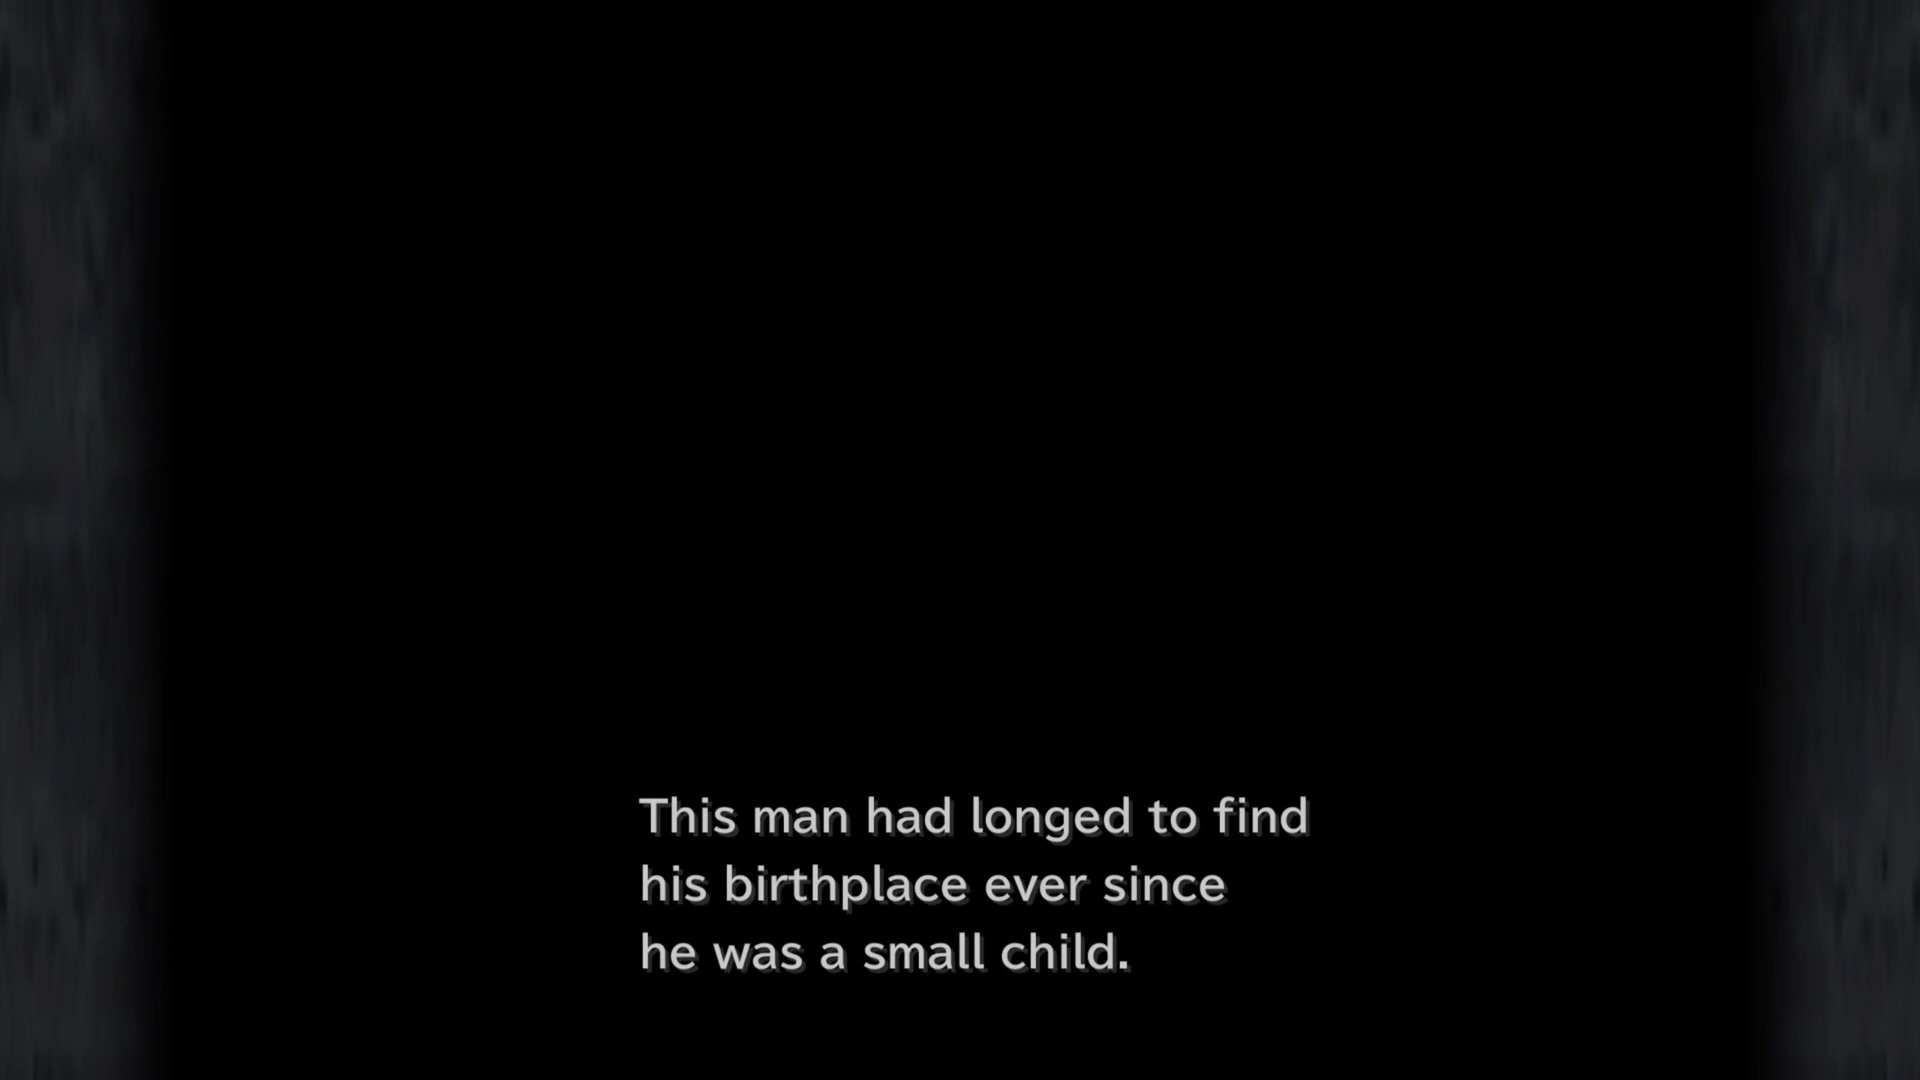 This man had longed to find
his birthplace ever since
he was a small child.